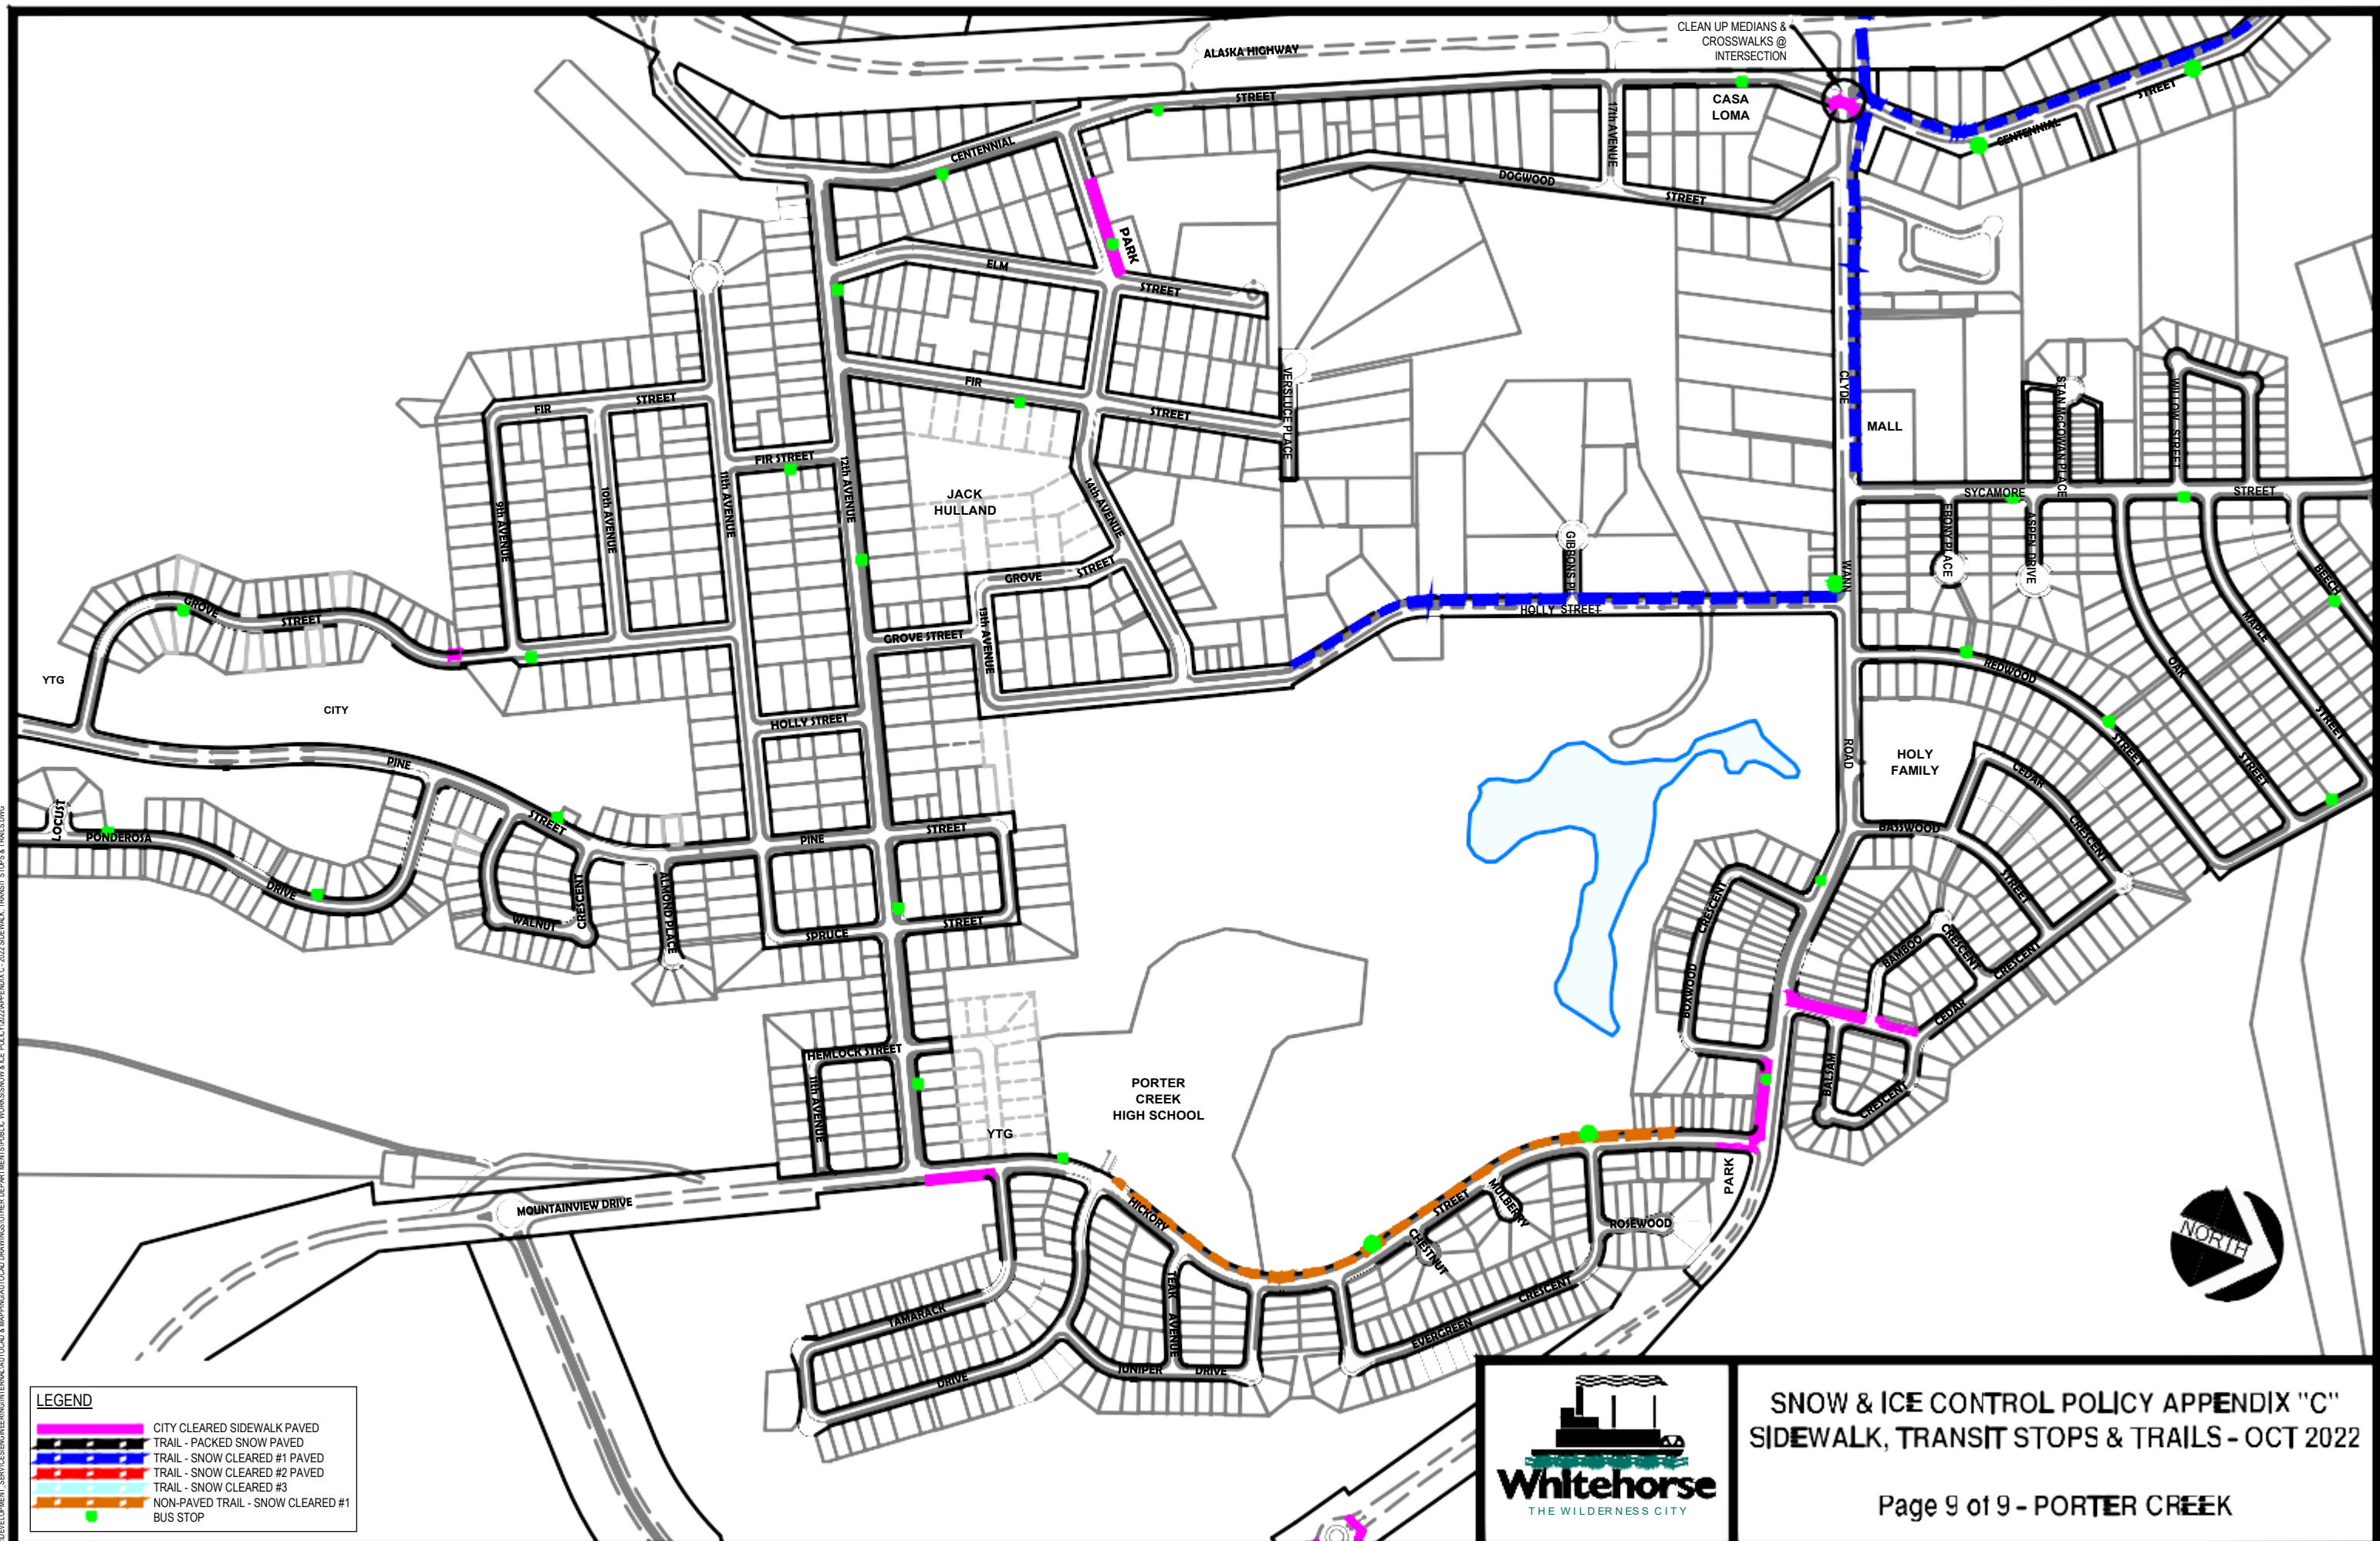 CLEAN UP MEDIANS &
CROSSWALKS @
INTERSECTION
ALASKA HIGHWAY
STREET
CENTENNIAL
17th AVENUE
CASA
LOMA
CENTENNIAL
STREET
DOGWOOD
STREET
PARK
ELM
STREET
FIR
STREET
VERSLUCE PLACE
CLYDE
MALL
STAN McCOWAN PLACE
WILLOW STREET
FIR
STREET
FIR STREET
9th AVENUE
10th AVENUE
11th AVENUE
12th AVENUE
JACK
HULLAND
14th AVENUE
SYCAMORE
STREET
EBONY PLACE
ASPEN DRIVE
GIBBONS PL
WANN
BEECH
MAPLE
STREET
OAK
STREET
GROVE
STREET
GROVE
STREET
GROVE STREET
13th AVENUE
HOLLY STREET
REDWOOD
STREET
YTG
CITY
HOLLY STREET
ROAD
HOLY
FAMILY
CEDAR
CRESCENT
PINE
STREET
LOCUST
PONDEROSA
DRIVE
PINE
STREET
BASSWOOD
STREET
WALNUT
CRESCENT
ALMOND PLACE
SPRUCE
STREET
CRESCENT
BOXWOOD
BAMBOO
CRESCENT
CRESCENT
CEDAR
BALSAM
CRESCENT
HEMLOCK STREET
11th AVENUE
YTG
PORTER
CREEK
HIGH SCHOOL
MOUNTAINVIEW DRIVE
HICKORY
STREET
MULBERRY
CHESTNUT
PARK
ROSEWOOD
TEAK
AVENUE
EVERGREEN
CRESCENT
TAMARACK
DRIVE
JUNIPER
DRIVE
NORTH
LEGEND
CITY CLEARED SIDEWALK PAVED
TRAIL - PACKED SNOW PAVED
TRAIL - SNOW CLEARED #1 PAVED
TRAIL - SNOW CLEARED #2 PAVED
TRAIL - SNOW CLEARED #3
NON-PAVED TRAIL - SNOW CLEARED #1
BUS STOP
Whitehorse
THE WILDERNESS CITY
SNOW & ICE CONTROL POLICY APPENDIX "C"
SIDEWALK, TRANSIT STOPS & TRAILS - OCT 2022
Page 9 of 9 - PORTER CREEK